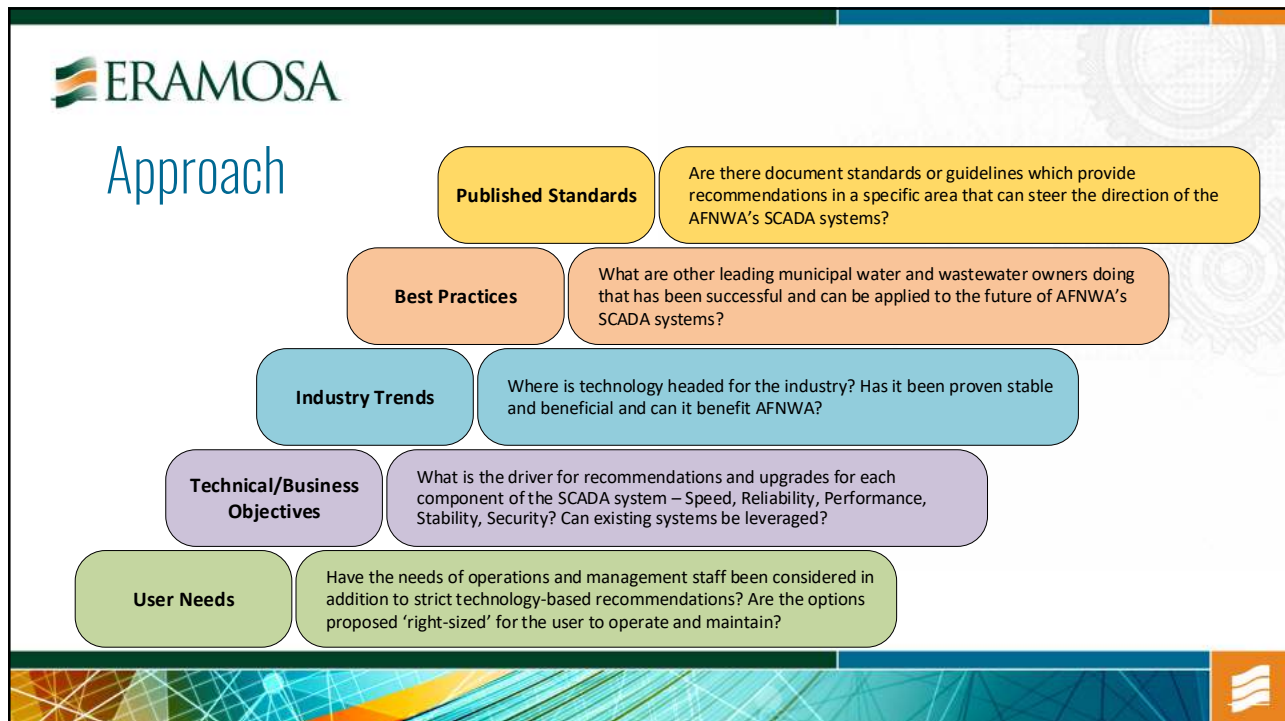 ERAMOSA
Approach
Published Standards
Are there document standards or guidelines which provide
recommendations in a specific area that can steer the direction of the
AFNWA’s SCADA systems?
Best Practices
What are other leading municipal water and wastewater owners doing
that has been successful and can be applied to the future of AFNWA’s
SCADA systems?
Industry Trends
Where is technology headed for the industry? Has it been proven stable
and beneficial and can it benefit AFNWA?
Technical/Business
Objectives
What is the driver for recommendations and upgrades for each
component of the SCADA system – Speed, Reliability, Performance,
Stability, Security? Can existing systems be leveraged?
User Needs
Have the needs of operations and management staff been considered in
addition to strict technology-based recommendations? Are the options
proposed ‘right-sized’ for the user to operate and maintain?